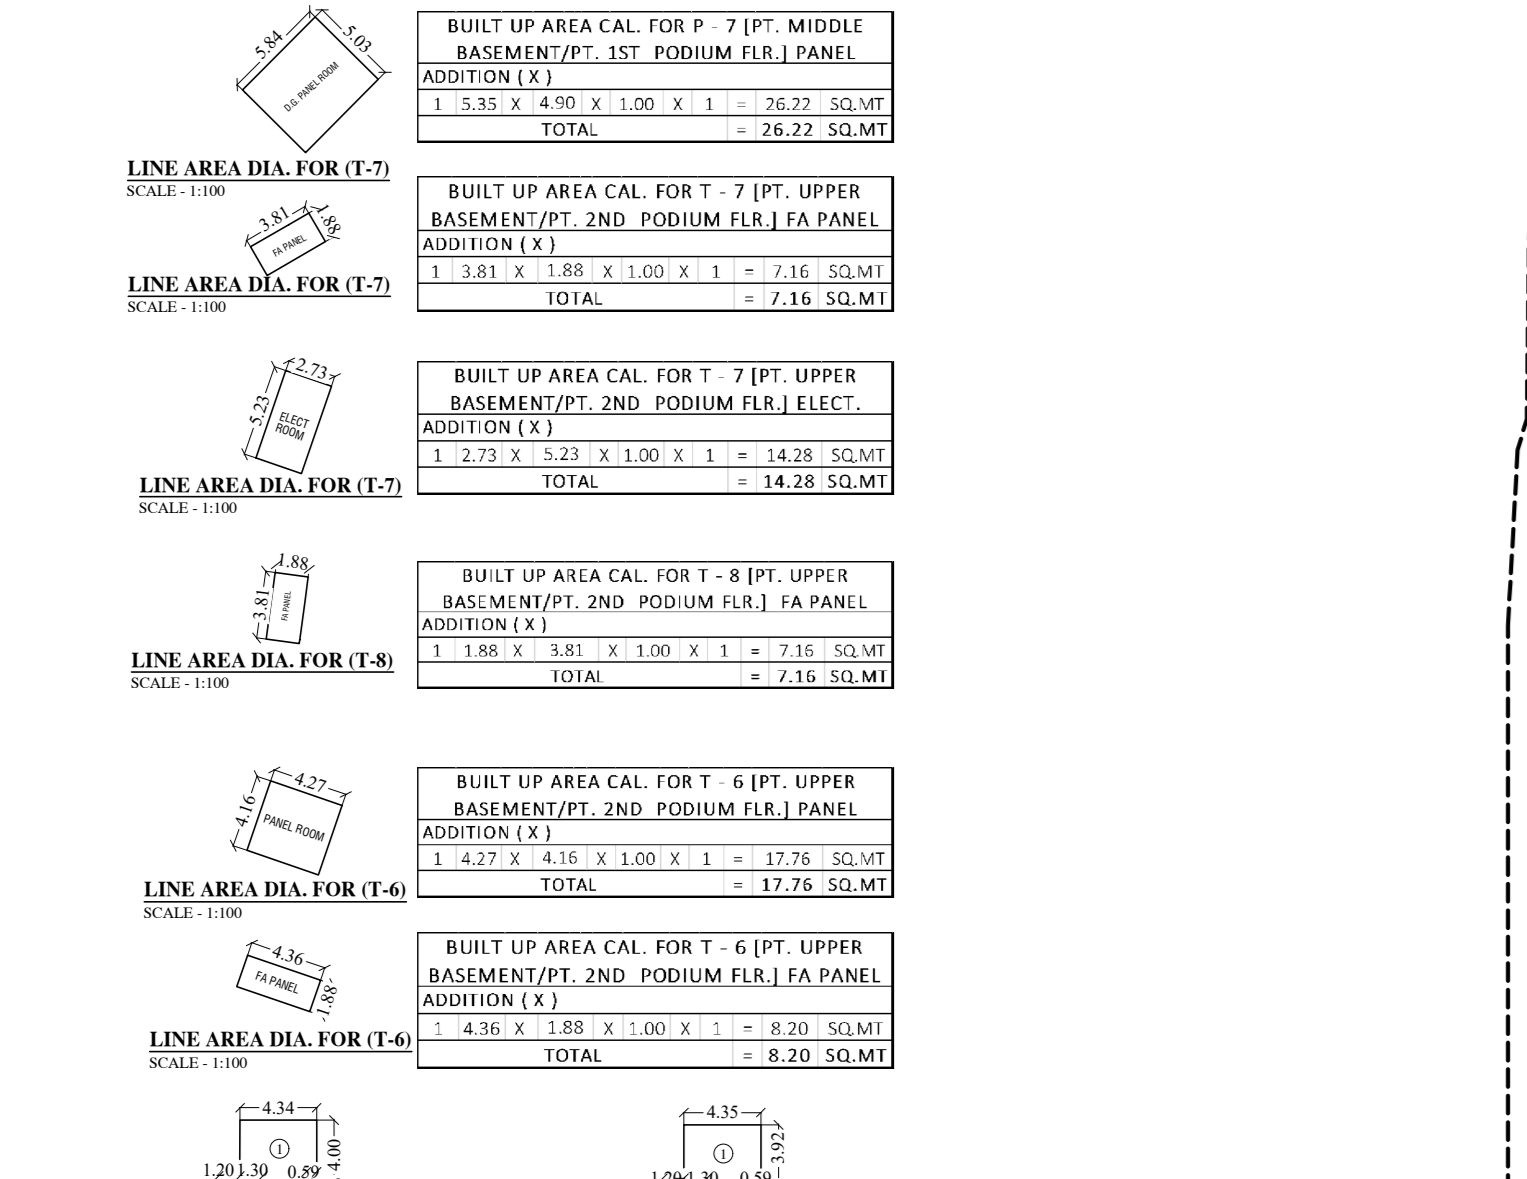 5.84
5.03
D.G. PANEL ROOM
LINE AREA DIA. FOR (T-7)
SCALE - 1:100
BUILT UP AREA CAL. FOR P - 7 [PT. MIDDLE
BASEMENT/PT. 1ST PODIUM FLR.] PANEL
ADDITION ( X )
1 5.35 X 4.90 X 1.00 X 1 = 26.22 SQ.MT
TOTAL = 26.22 SQ.MT
3.81
1.88
FA PANEL
LINE AREA DIA. FOR (T-7)
SCALE - 1:100
BUILT UP AREA CAL. FOR T - 7 [PT. UPPER
BASEMENT/PT. 2ND PODIUM FLR.] FA PANEL
ADDITION ( X )
1 3.81 X 1.88 X 1.00 X 1 = 7.16 SQ.MT
TOTAL = 7.16 SQ.MT
2.73
5.23
ELECT
ROOM
LINE AREA DIA. FOR (T-7)
SCALE - 1:100
BUILT UP AREA CAL. FOR T - 7 [PT. UPPER
BASEMENT/PT. 2ND PODIUM FLR.] ELECT.
ADDITION ( X )
1 2.73 X 5.23 X 1.00 X 1 = 14.28 SQ.MT
TOTAL = 14.28 SQ.MT
1.88
3.81
FA PANEL
LINE AREA DIA. FOR (T-8)
SCALE - 1:100
BUILT UP AREA CAL. FOR T - 8 [PT. UPPER
BASEMENT/PT. 2ND PODIUM FLR.] FA PANEL
ADDITION ( X )
1 1.88 X 3.81 X 1.00 X 1 = 7.16 SQ.MT
TOTAL = 7.16 SQ.MT
4.27
4.16
PANEL ROOM
LINE AREA DIA. FOR (T-6)
SCALE - 1:100
BUILT UP AREA CAL. FOR T - 6 [PT. UPPER
BASEMENT/PT. 2ND PODIUM FLR.] PANEL
ADDITION ( X )
1 4.27 X 4.16 X 1.00 X 1 = 17.76 SQ.MT
TOTAL = 17.76 SQ.MT
4.36
FA PANEL
1.88
LINE AREA DIA. FOR (T-6)
SCALE - 1:100
BUILT UP AREA CAL. FOR T - 6 [PT. UPPER
BASEMENT/PT. 2ND PODIUM FLR.] FA PANEL
ADDITION ( X )
1 4.36 X 1.88 X 1.00 X 1 = 8.20 SQ.MT
TOTAL = 8.20 SQ.MT
4.34
1
4.00
1.20 1.30 0.59
4.35
1
3.92
1.20 1.30 0.59